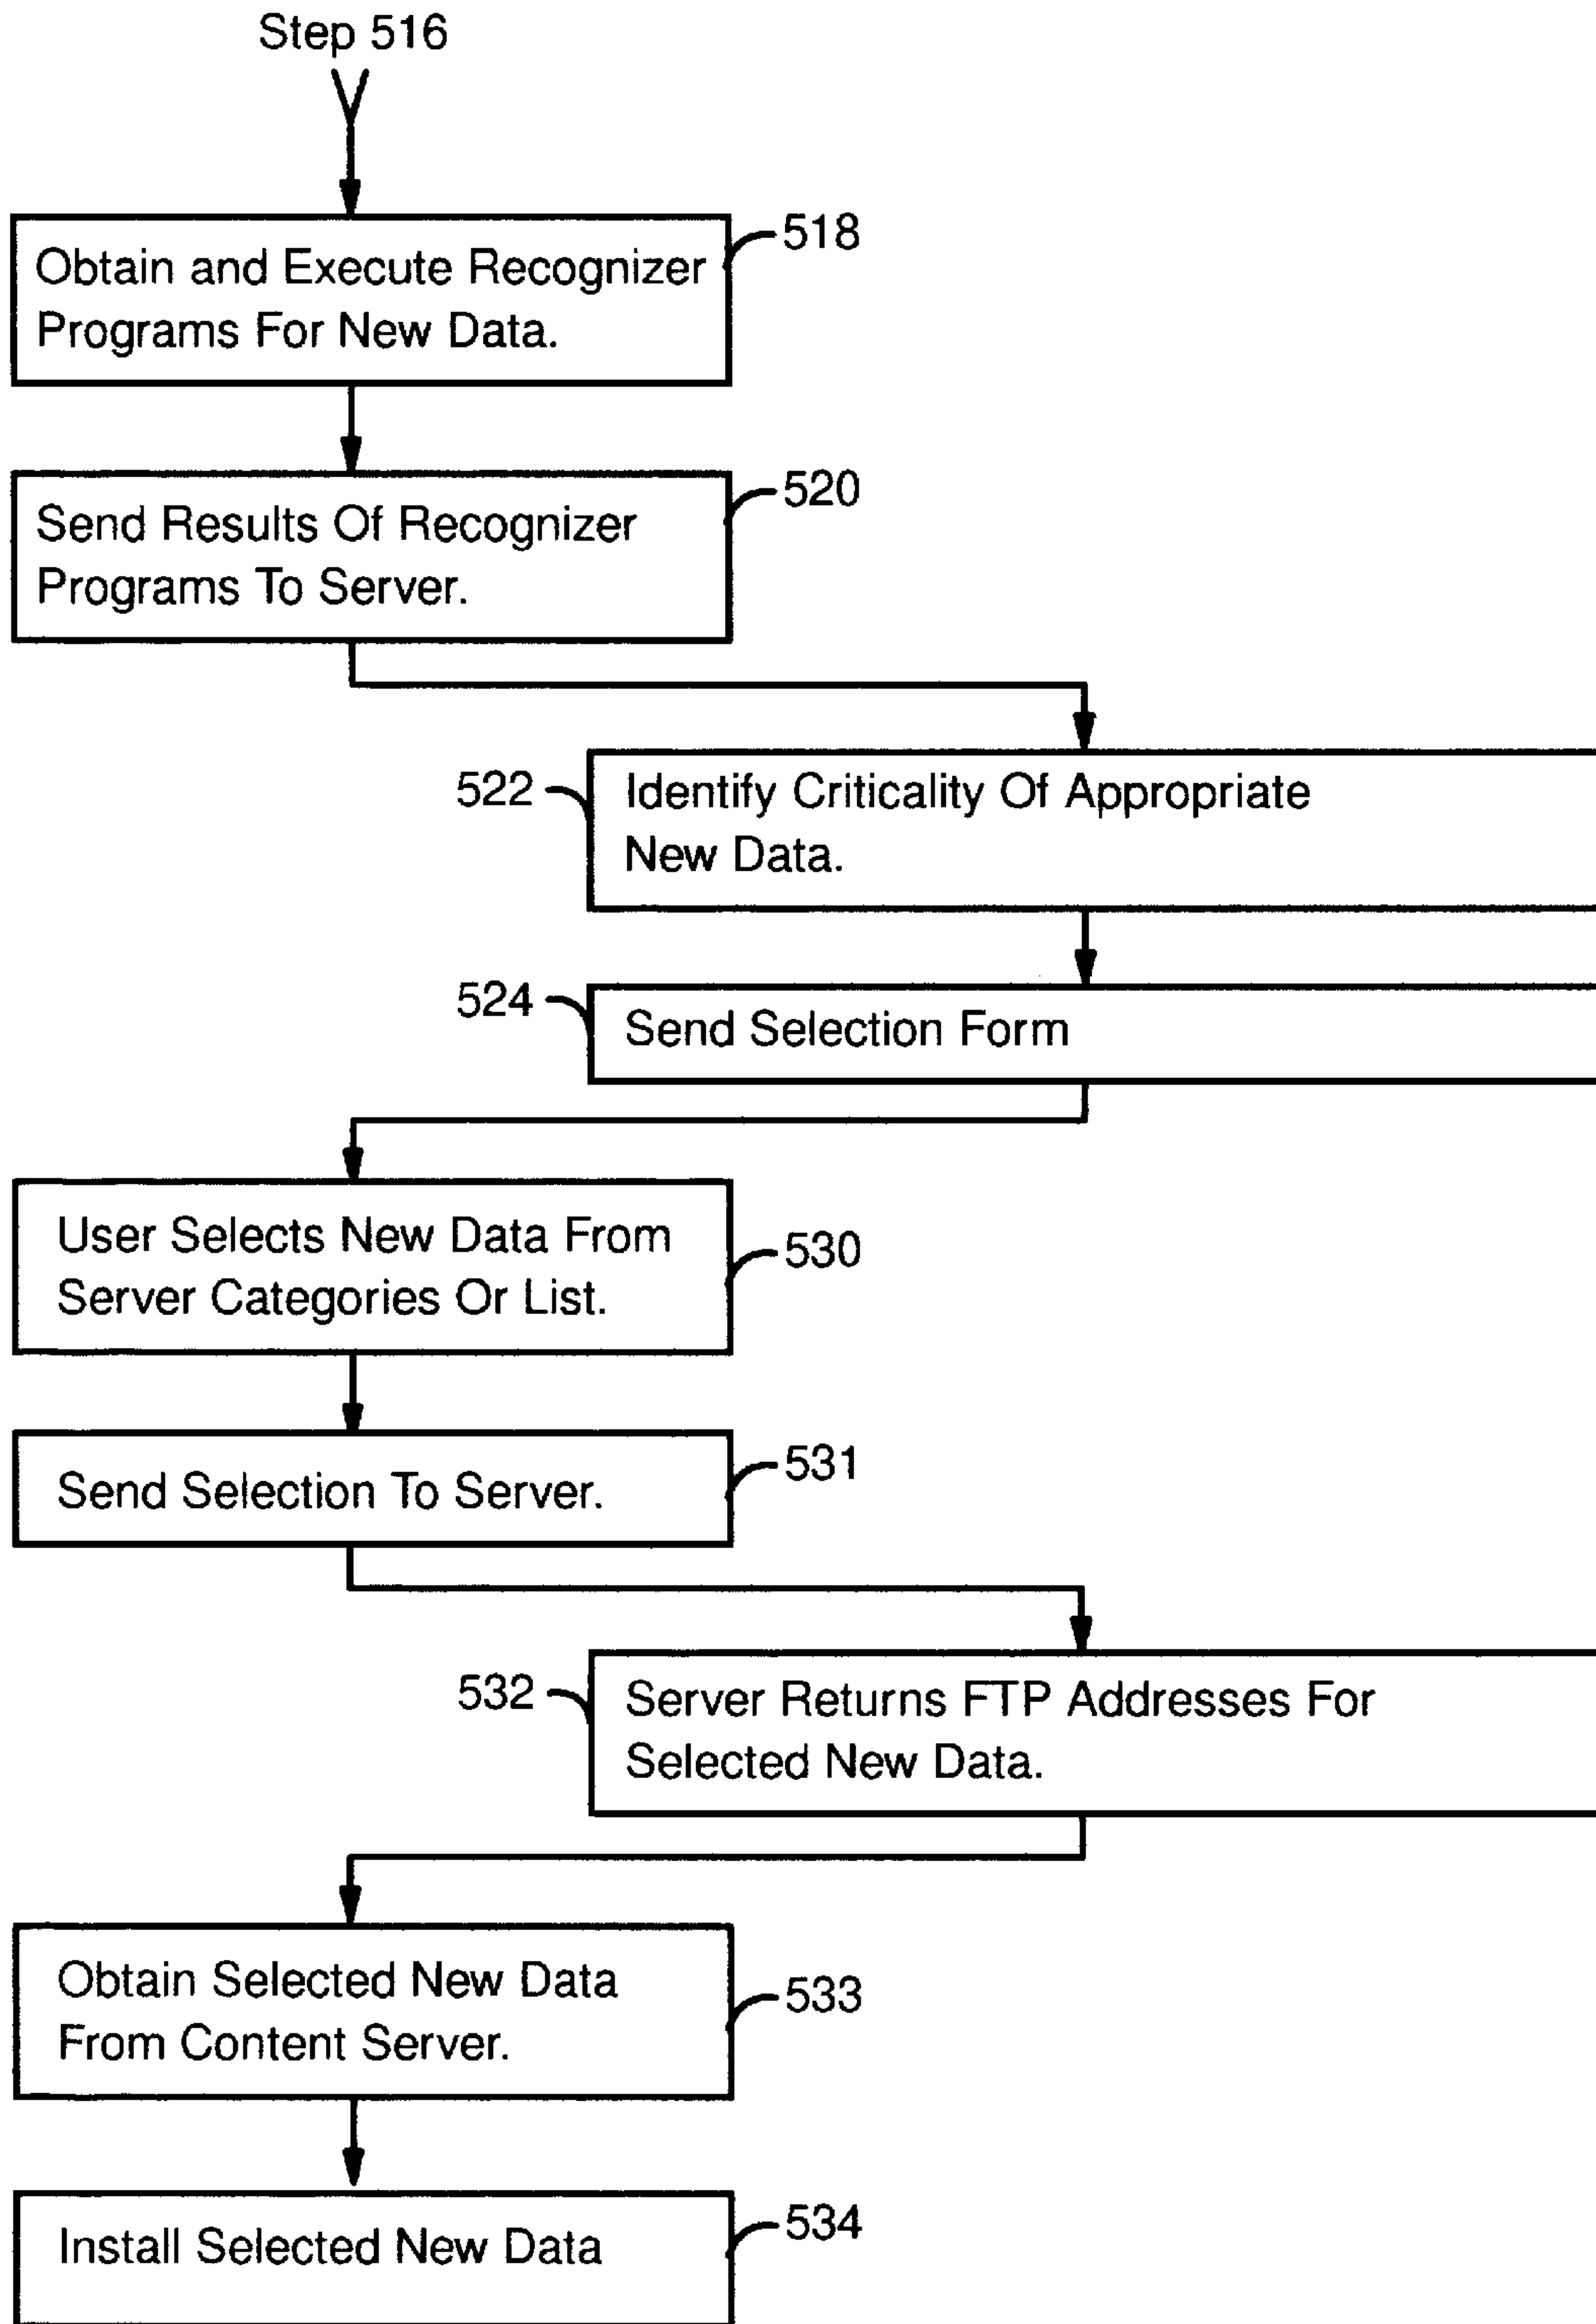 Step 516
518
Obtain and Execute Recognizer
Programs For New Data.
520
Send Results Of Recognizer
Programs To Server.
522
Identify Criticality Of Appropriate
New Data.
524
Send Selection Form
User Selects New Data From
Server Categories Or List.
530
Send Selection To Server.
531
532
Server Returns FTP Addresses For
Selected New Data.
Obtain Selected New Data
From Content Server.
533
Install Selected New Data
534